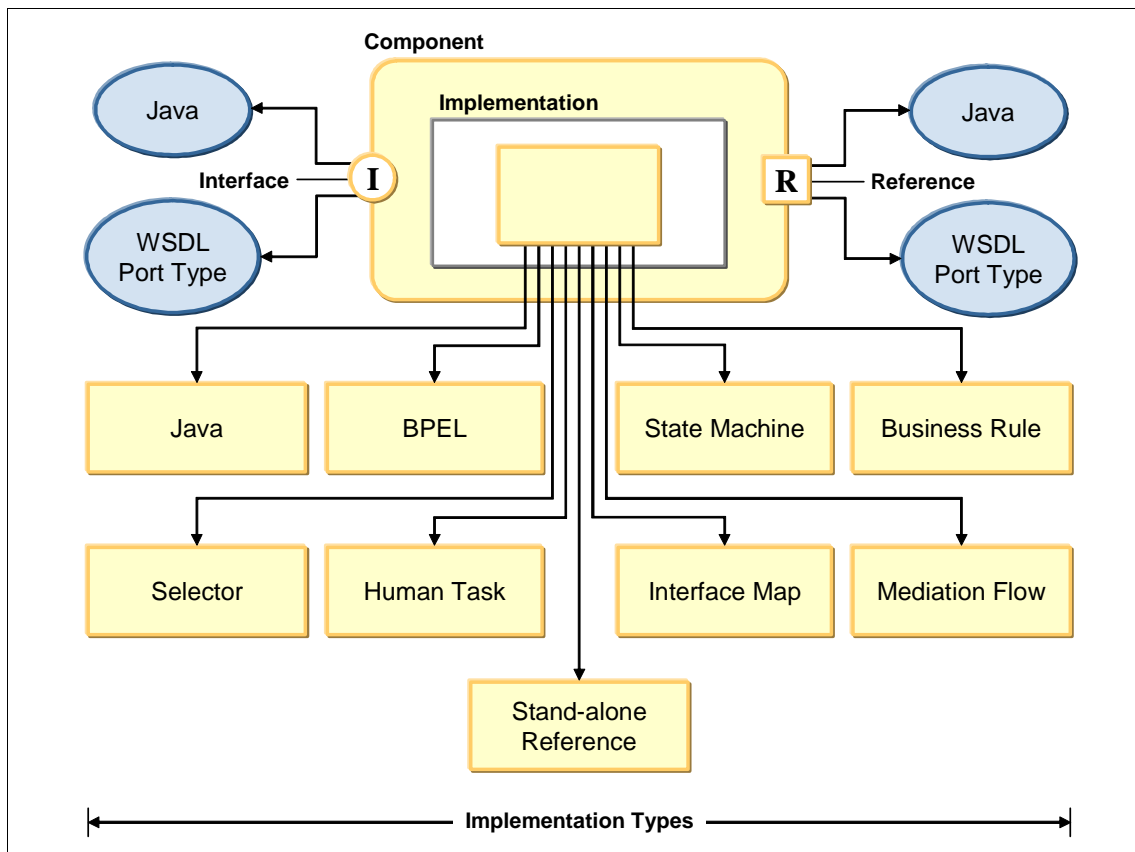 Component
Java
Implementation
Java
Interface
I
R
Reference
WSDL
Port Type
WSDL
Port Type
Java
BPEL
State Machine
Business Rule
Selector
Human Task
Interface Map
Mediation Flow
Stand-alone
Reference
Implementation Types